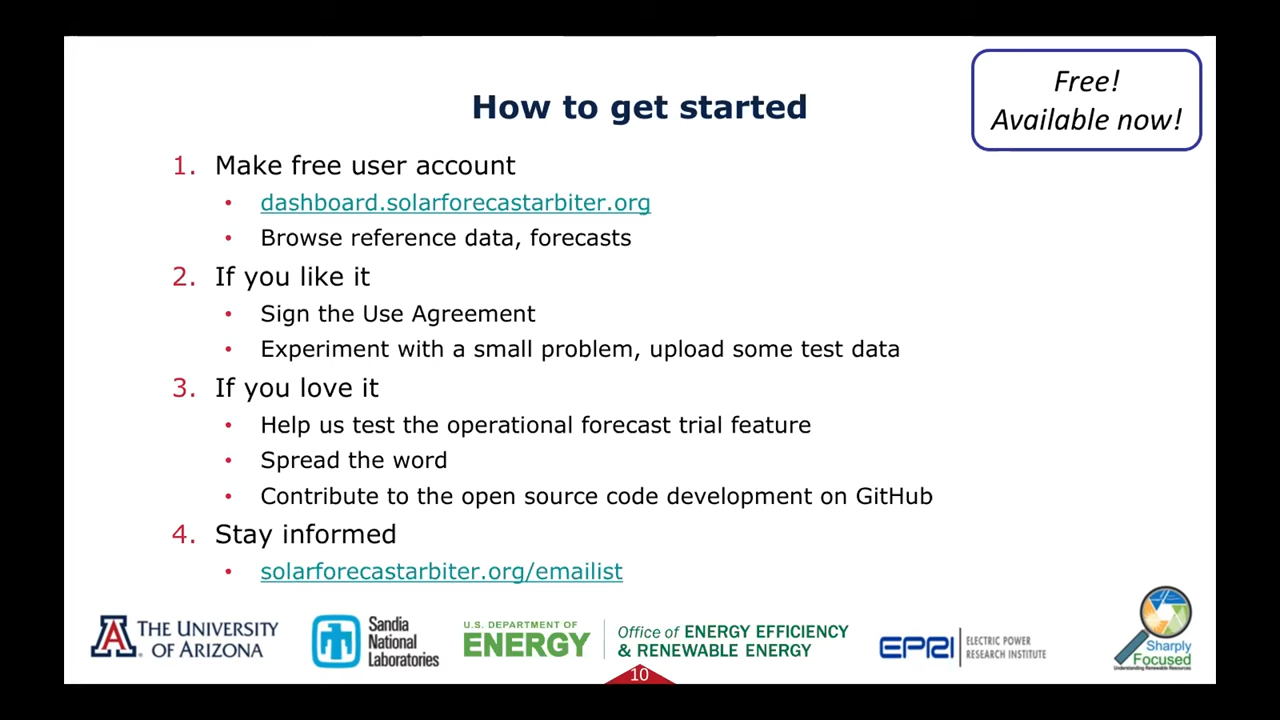 Free!
Available now!
How to get started
1. Make free user account
• dashboard.solarforecastarbiter.org
• Browse reference data, forecasts
2. If you like it
• Sign the Use Agreement
• Experiment with a small problem, upload some test data
3. If you love it
• Help us test the operational forecast trial feature
• Spread the word
• Contribute to the open source code development on GitHub
4. Stay informed
• solarforecastarbiter.org/emailist
A THE UNIVERSITY
OF ARIZONA
Sandia
National
Laboratories
U.S. DEPARTMENT OF
ENERGY
Office of ENERGY EFFICIENCY
& RENEWABLE ENERGY
EPRI
ELECTRIC POWER
RESEARCH INSTITUTE
Sharply
Focused
Understanding Renewable Resources
10